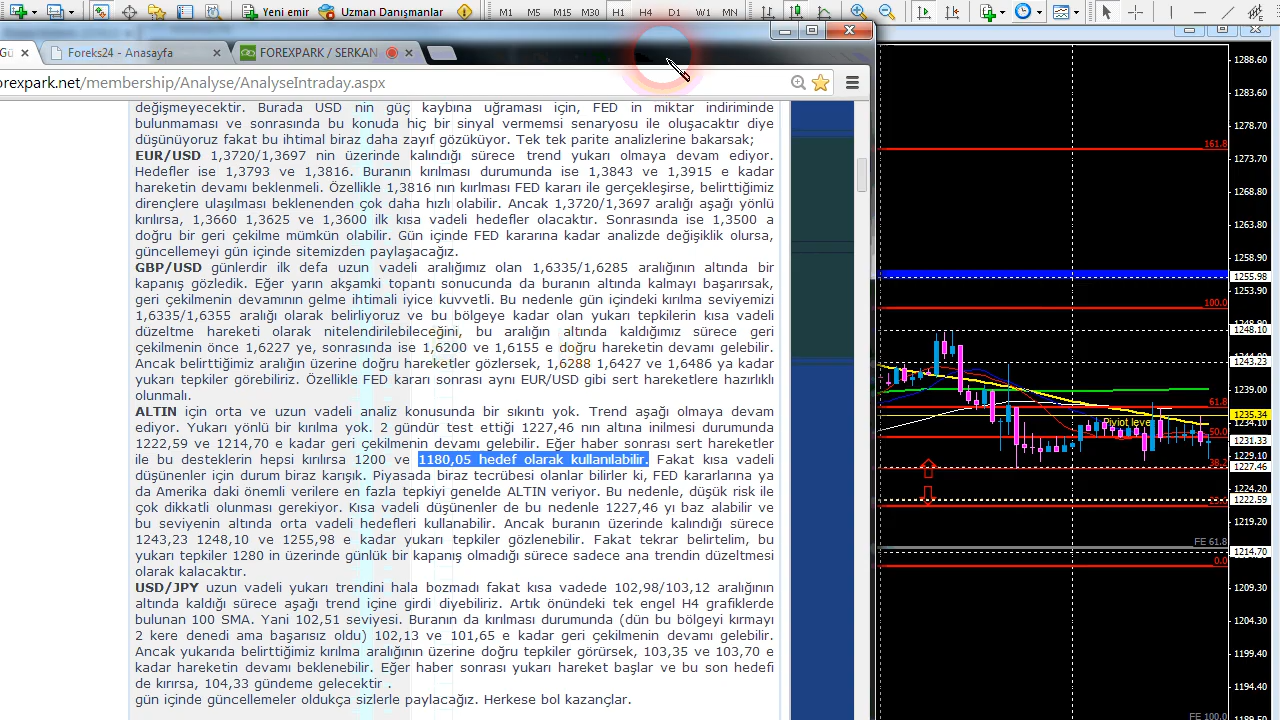 Yeni emir
Uzman Danışmanlar
M1 M5 M15 M30 H1 H4 D1 W1 MN
Foreks24 - Anasayfa
FOREXPARK / SERKAN
orexpark.net/membership/Analyse/AnalyseIntraday.aspx
değişmeyecektir. Burada USD nin güç kaybına uğraması için, FED in miktar indiriminde
bulunmaması ve sonrasında bu konuda hiç bir sinyal vermemsi senaryosu ile oluşacaktır diye
düşünüyoruz fakat bu ihtimal biraz daha zayıf gözüküyor. Tek tek parite analizlerine bakarsak;
EUR/USD 1,3720/1,3697 nin üzerinde kalındığı sürece trend yukarı olmaya devam ediyor.
Hedefler ise 1,3793 ve 1,3816. Buranın kırılması durumunda ise 1,3843 ve 1,3915 e kadar
hareketin devamı beklenmeli. Özellikle 1,3816 nın kırılması FED kararı ile gerçekleşirse, belirttiğimiz
dirençlere ulaşılması beklenenden çok daha hızlı olabilir. Ancak 1,3720/1,3697 aralığı aşağı yönlü
kırılırsa, 1,3660 1,3625 ve 1,3600 ilk kısa vadeli hedefler olacaktır. Sonrasında ise 1,3500 a
doğru bir geri çekilme mümkün olabilir. Gün içinde FED kararına kadar analizde değişiklik olursa,
güncellemeyi gün içinde sitemizden paylaşacağız.
GBP/USD günlerdir ilk defa uzun vadeli aralığımız olan 1,6335/1,6285 aralığının altında bir
kapanış gözledik. Eğer yarın akşamki topantı sonucunda da buranın altında kalmayı başarırsak,
geri çekilmenin devamının gelme ihtimali iyice kuvvetli. Bu nedenle gün içindeki kırılma seviyemizi
1,6335/1,6355 aralığı olarak belirliyoruz ve bu bölgeye kadar olan yukarı tepkilerin kısa vadeli
düzeltme hareketi olarak nitelendirilebileceğini, bu aralığın altında kaldığımız sürece geri
çekilmenin önce 1,6227 ye, sonrasında ise 1,6200 ve 1,6155 e doğru hareketin devamı gelebilir.
Ancak belirttiğimiz aralığın üzerine doğru hareketler gözlersek, 1,6288 1,6427 ve 1,6486 ya kadar
yukarı tepkiler görebiliriz. Özellikle FED kararı sonrası aynı EUR/USD gibi sert hareketlere hazırlıklı
olunmalı.
ALTIN için orta ve uzun vadeli analiz konusunda bir sıkıntı yok. Trend aşağı olmaya devam
ediyor. Yukarı yönlü bir kırılma yok. 2 gündür test ettiği 1227,46 nın altına inilmesi durumunda
1222,59 ve 1214,70 e kadar geri çekilmenin devamı gelebilir. Eğer haber sonrası sert hareketler
ile bu desteklerin hepsi kırılırsa 1200 ve 1180,05 hedef olarak kullanılabilir. Fakat kısa vadeli
düşünenler için durum biraz karışık. Piyasada biraz tecrübesi olanlar bilirler ki, FED kararlarına ya
da Amerika daki önemli verilere en fazla tepkiyi genelde ALTIN veriyor. Bu nedenle, düşük risk ile
çok dikkatli olunması gerekiyor. Kısa vadeli düşünenler de bu nedenle 1227,46 yı baz alabilir ve
bu seviyenin altında orta vadeli hedefleri kullanabilir. Ancak buranın üzerinde kalındığı sürece
1243,23 1248,10 ve 1255,98 e kadar yukarı tepkiler gözlenebilir. Fakat tekrar belirtelim, bu
yukarı tepkiler 1280 in üzerinde günlük bir kapanış olmadığı sürece sadece ana trendin düzeltmesi
olarak kalacaktır.
USD/JPY uzun vadeli yukarı trendini hala bozmadı fakat kısa vadede 102,98/103,12 aralığının
altında kaldığı sürece aşağı trend içine girdi diyebiliriz. Artık önündeki tek engel H4 grafiklerde
bulunan 100 SMA. Yani 102,51 seviyesi. Buranın da kırılması durumunda (dün bu bölgeyi kırmayı
2 kere denedi ama başarısız oldu) 102,13 ve 101,65 e kadar geri çekilmenin devamı gelebilir.
Ancak yukarıda belirttiğimiz kırılma aralığının üzerine doğru tepkiler görürsek, 103,35 ve 103,70 e
kadar hareketin devamı beklenebilir. Eğer haber sonrası yukarı hareket başlar ve bu son hedefi
de kırırsa, 104,33 gündeme gelecektir .
gün içinde güncellemeler oldukça sizlerle paylacağız. Herkese bol kazançlar.
1288.60
1283.60
1278.70
161.8
1273.70
1268.80
1263.80
1258.90
1255.98
1253.90
100.0
1248.10
1243.23
1239.00
61.8
1235.34
1234.10
Piviot level
50.0
1231.33
38.2
1227.46
1224.20
1222.59
1219.20
FE 61.8
1214.70
0.0
1209.30
1204.30
1199.40
1194.40
FE 100.0
1189.50